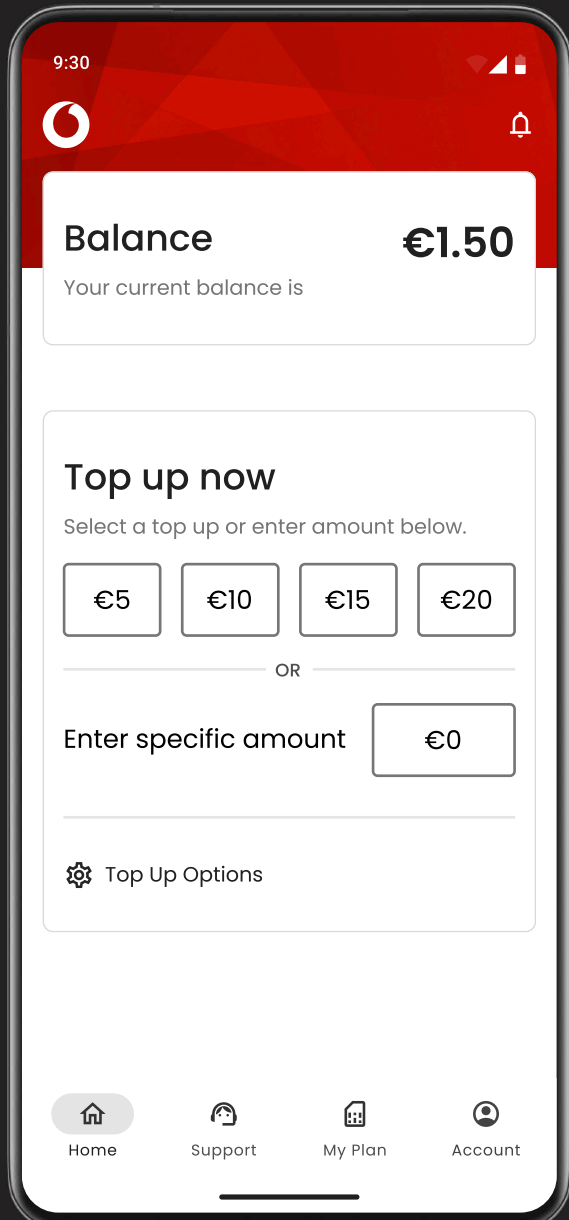 9:30
Balance
€1.50
Your current balance is
Top up now
Select a top up or enter amount below.
€5
€10
€15
€20
OR
Enter specific amount
€0
Top Up Options
Home
Support
My Plan
Account